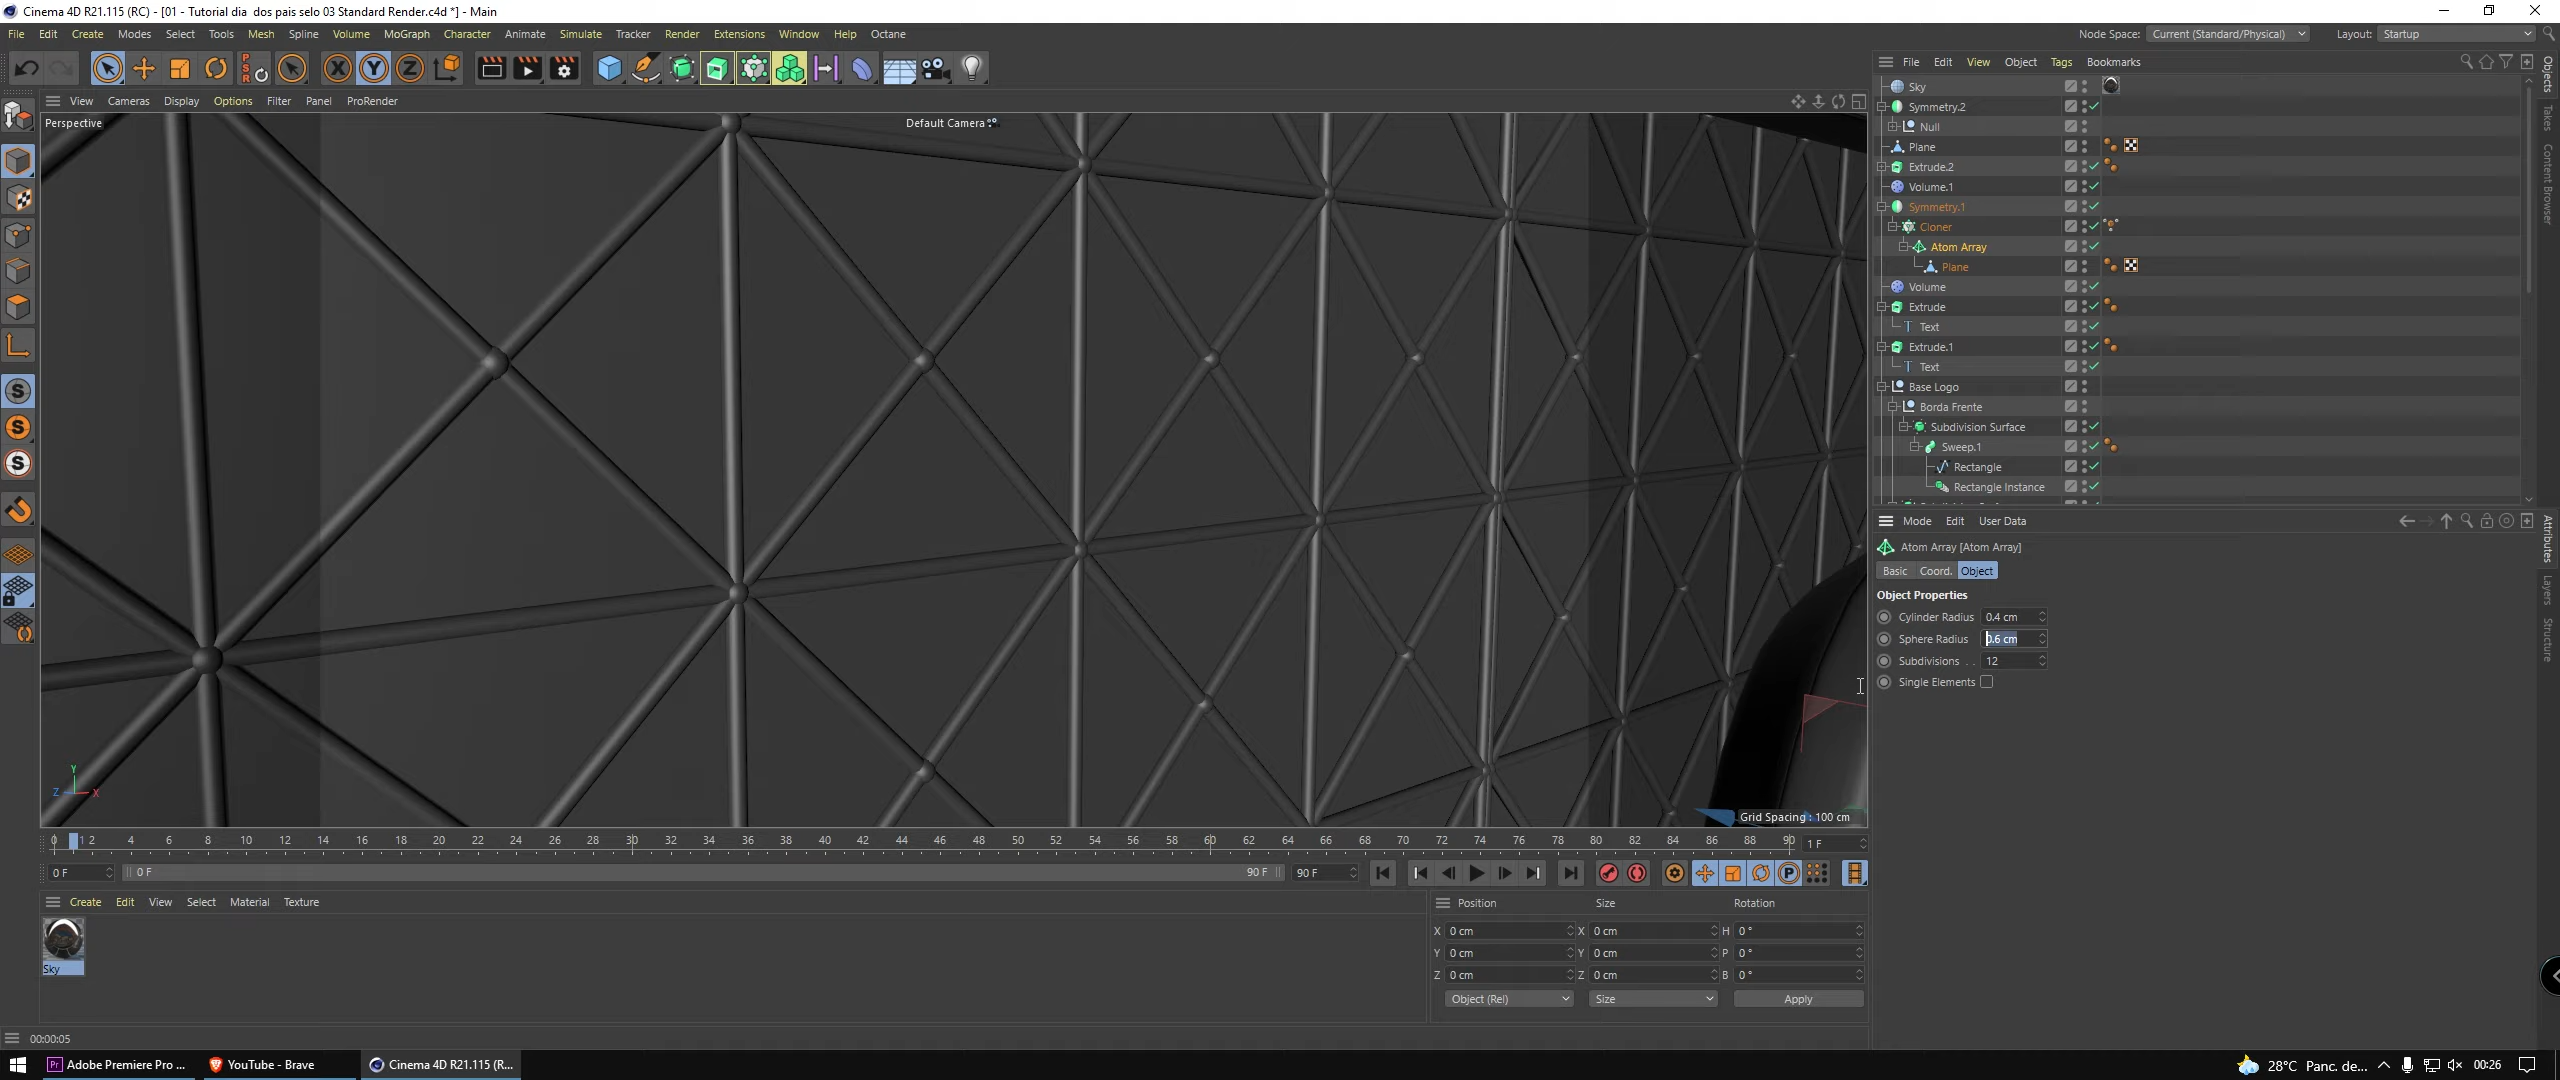 Cinema 4D R21.115 (RC) - [01 - Tutorial dia dos pais selo 03 Standard Render.c4d *] - Main
File Edit Create Modes Select Tools Mesh Spline Volume MoGraph Character Animate Simulate Tracker Render Extensions Window Help Octane
Node Space: Current (Standard/Physical) Layout: Startup
View Cameras Display Options Filter Panel ProRender
Perspective
Default Camera
Grid Spacing : 100 cm
File Edit View Object Tags Bookmarks
Sky
Symmetry.2
Null
Plane
Extrude.2
Volume.1
Symmetry.1
Cloner
Atom Array
Plane
Volume
Extrude
Text
Extrude.1
Text
Base Logo
Borda Frente
Subdivision Surface
Sweep.1
Rectangle
Rectangle Instance
Objects
Takes
Content Browser
Mode Edit User Data
Atom Array [Atom Array]
Basic Coord. Object
Object Properties
Cylinder Radius 0.4 cm
Sphere Radius 0.6 cm
Subdivisions . . 12
Single Elements
Attributes
Layers
Structure
0 1 2 4 6 8 10 12 14 16 18 20 22 24 26 28 30 32 34 36 38 40 42 44 46 48 50 52 54 56 58 60 62 64 66 68 70 72 74 76 78 80 82 84 86 88 90 1 F
0 F 0 F 90 F 90 F
Create Edit View Select Material Texture
Sky
Position Size Rotation
X 0 cm X 0 cm H 0 °
Y 0 cm Y 0 cm P 0 °
Z 0 cm Z 0 cm B 0 °
Object (Rel) Size Apply
00:00:05
Adobe Premiere Pro ... YouTube - Brave Cinema 4D R21.115 (R... 28°C Panc. de... 00:26